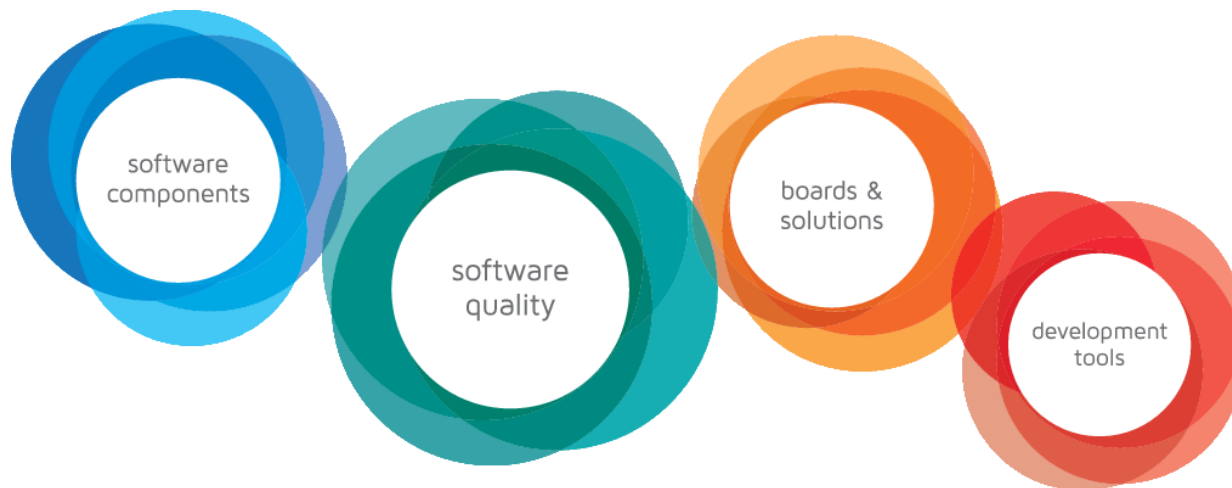 software
components
software
quality
boards &
solutions
development
tools